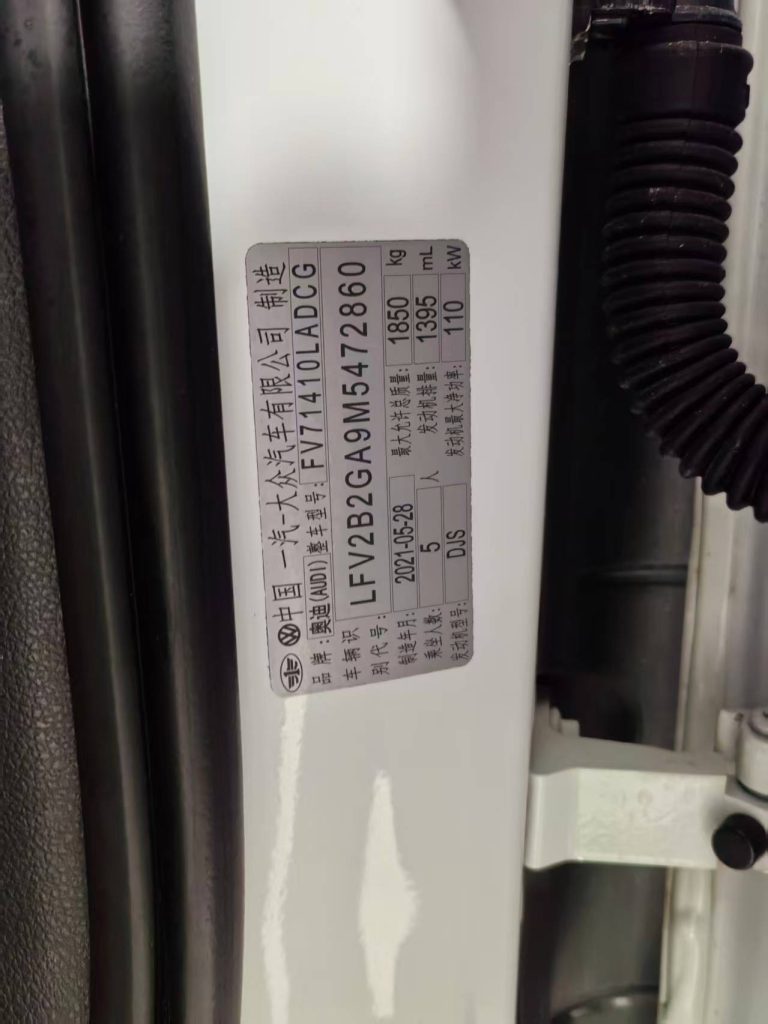 中国 一汽-大众汽车有限公司 制造
品牌:奥迪(AUDI) 整车型号: FV71410LADCG
车辆识别代号: LFV2B2GA9M5472860
制造年月: 2021-05-28 最大允许总质量: 1850 kg
乘坐人数: 5 人 发动机排量: 1395 mL
发动机型号: DJS 发动机最大净功率: 110 kW